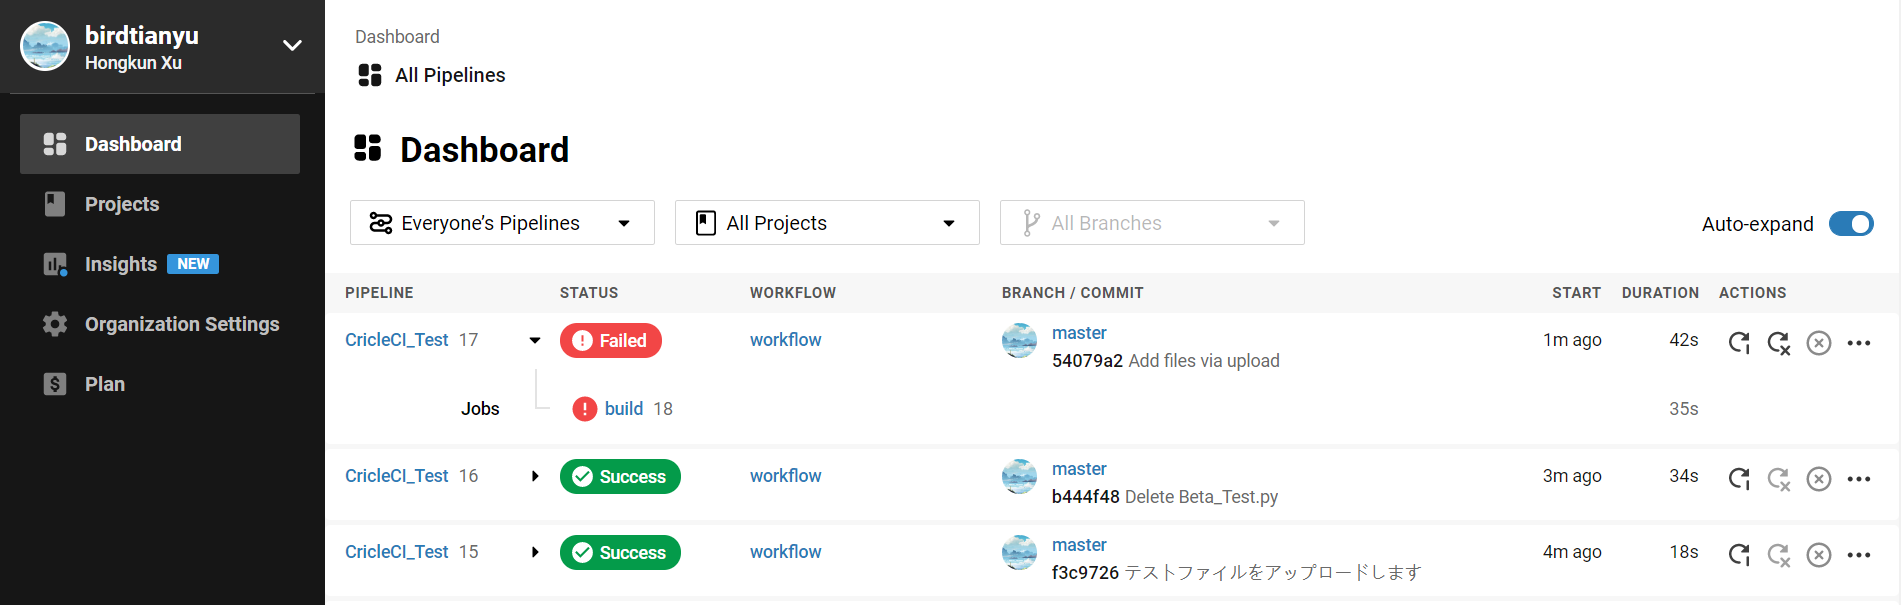 birdtianyu
Hongkun Xu
Dashboard
Projects
Insights NEW
Organization Settings
Plan
Dashboard
All Pipelines
Dashboard
Everyone’s Pipelines
All Projects
All Branches
Auto-expand
PIPELINE STATUS WORKFLOW BRANCH / COMMIT START DURATION ACTIONS
CricleCI_Test 17 Failed workflow master 1m ago 42s
54079a2 Add files via upload
Jobs build 18 35s
CricleCI_Test 16 Success workflow master 3m ago 34s
b444f48 Delete Beta_Test.py
CricleCI_Test 15 Success workflow master 4m ago 18s
f3c9726 テストファイルをアップロードします